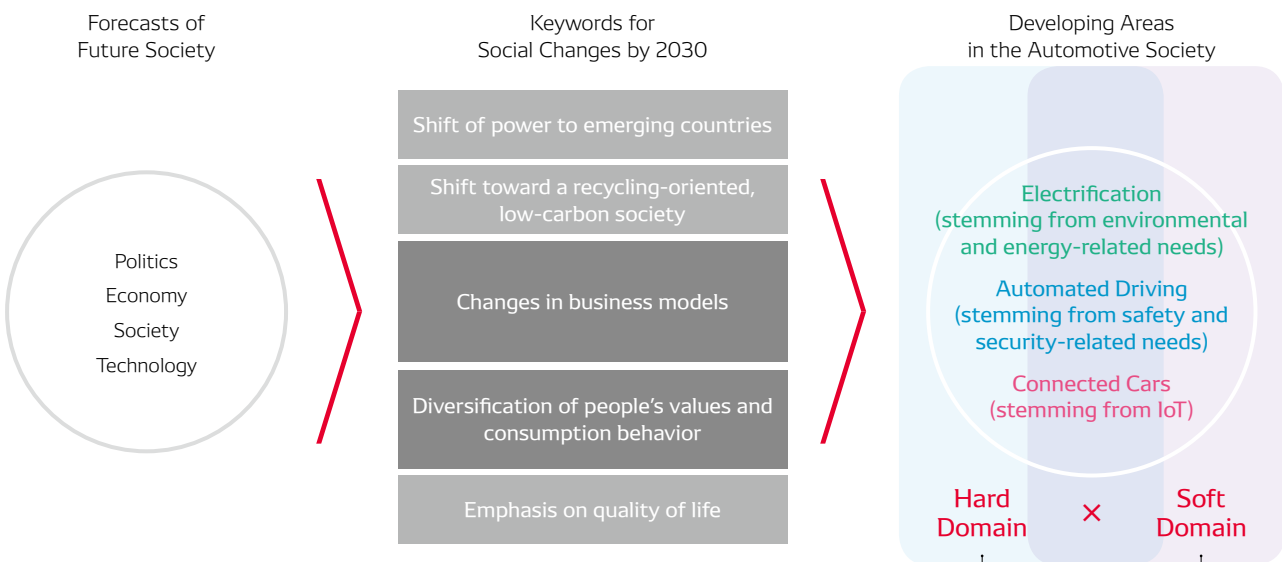 Forecasts of
Future Society
Keywords for
Social Changes by 2030
Developing Areas
in the Automotive Society
Politics
Economy
Society
Technology
Shift of power to emerging countries
Shift toward a recycling-oriented,
low-carbon society
Changes in business models
Diversification of people’s values and
consumption behavior
Emphasis on quality of life
Electrification
(stemming from environmental
and energy-related needs)
Automated Driving
(stemming from safety and
security-related needs)
Connected Cars
(stemming from IoT)
Hard
Domain
×
Soft
Domain